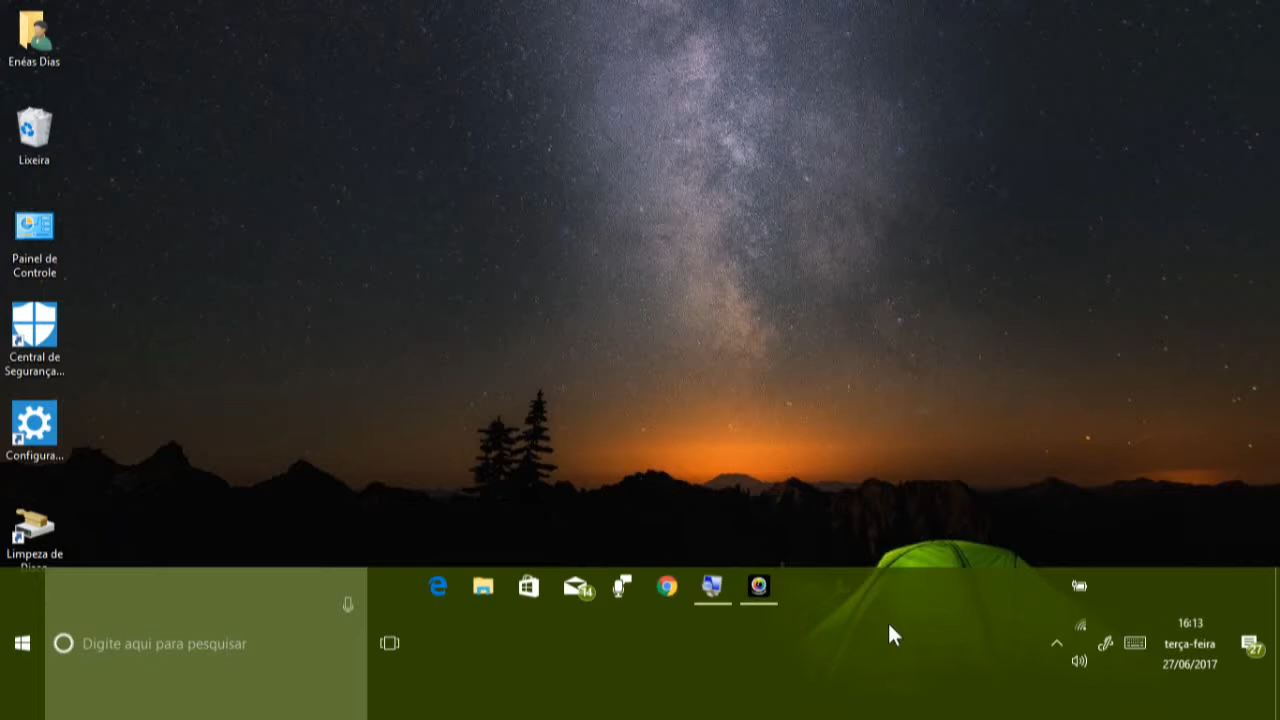 Enéas Dias
Lixeira
Painel de
Controle
Central de
Segurança...
Configura...
Limpeza de
14
Digite aqui para pesquisar
16:13
terça-feira
27/06/2017
27